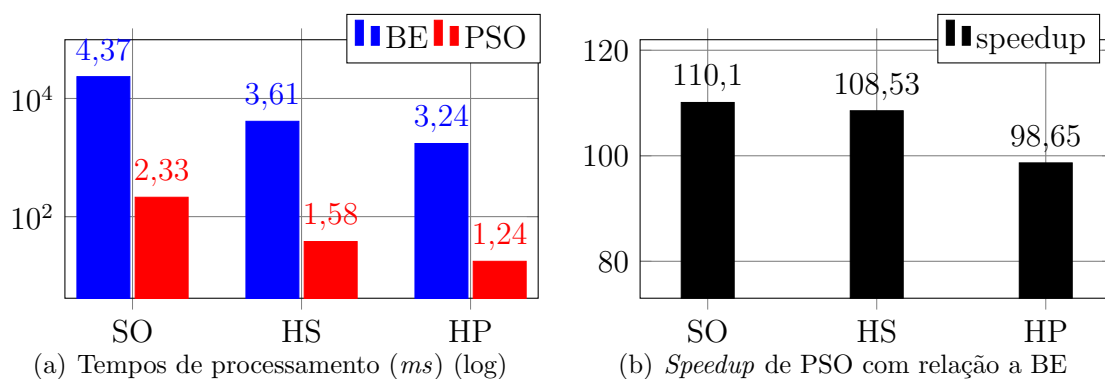 BE PSO
4,37
3,61
3,24
2,33
1,58
1,24
10^4
10^2
SO HS HP
(a) Tempos de processamento (ms) (log)
speedup
110,1
108,53
98,65
120
100
80
SO HS HP
(b) Speedup de PSO com relação a BE